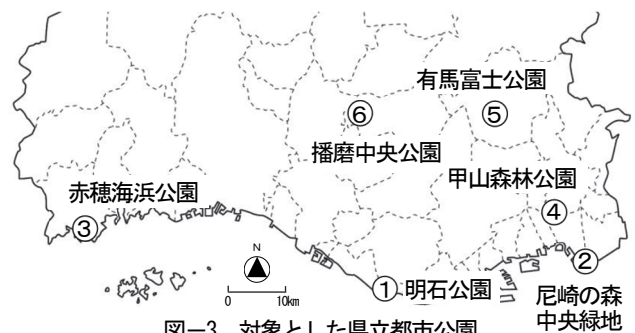 有馬富士公園
⑥
⑤
播磨中央公園
甲山森林公園
赤穂海浜公園
④
③
②
N
① 明石公園
尼崎の森
中央緑地
0 10km
図−3 対象とした県立都市公園